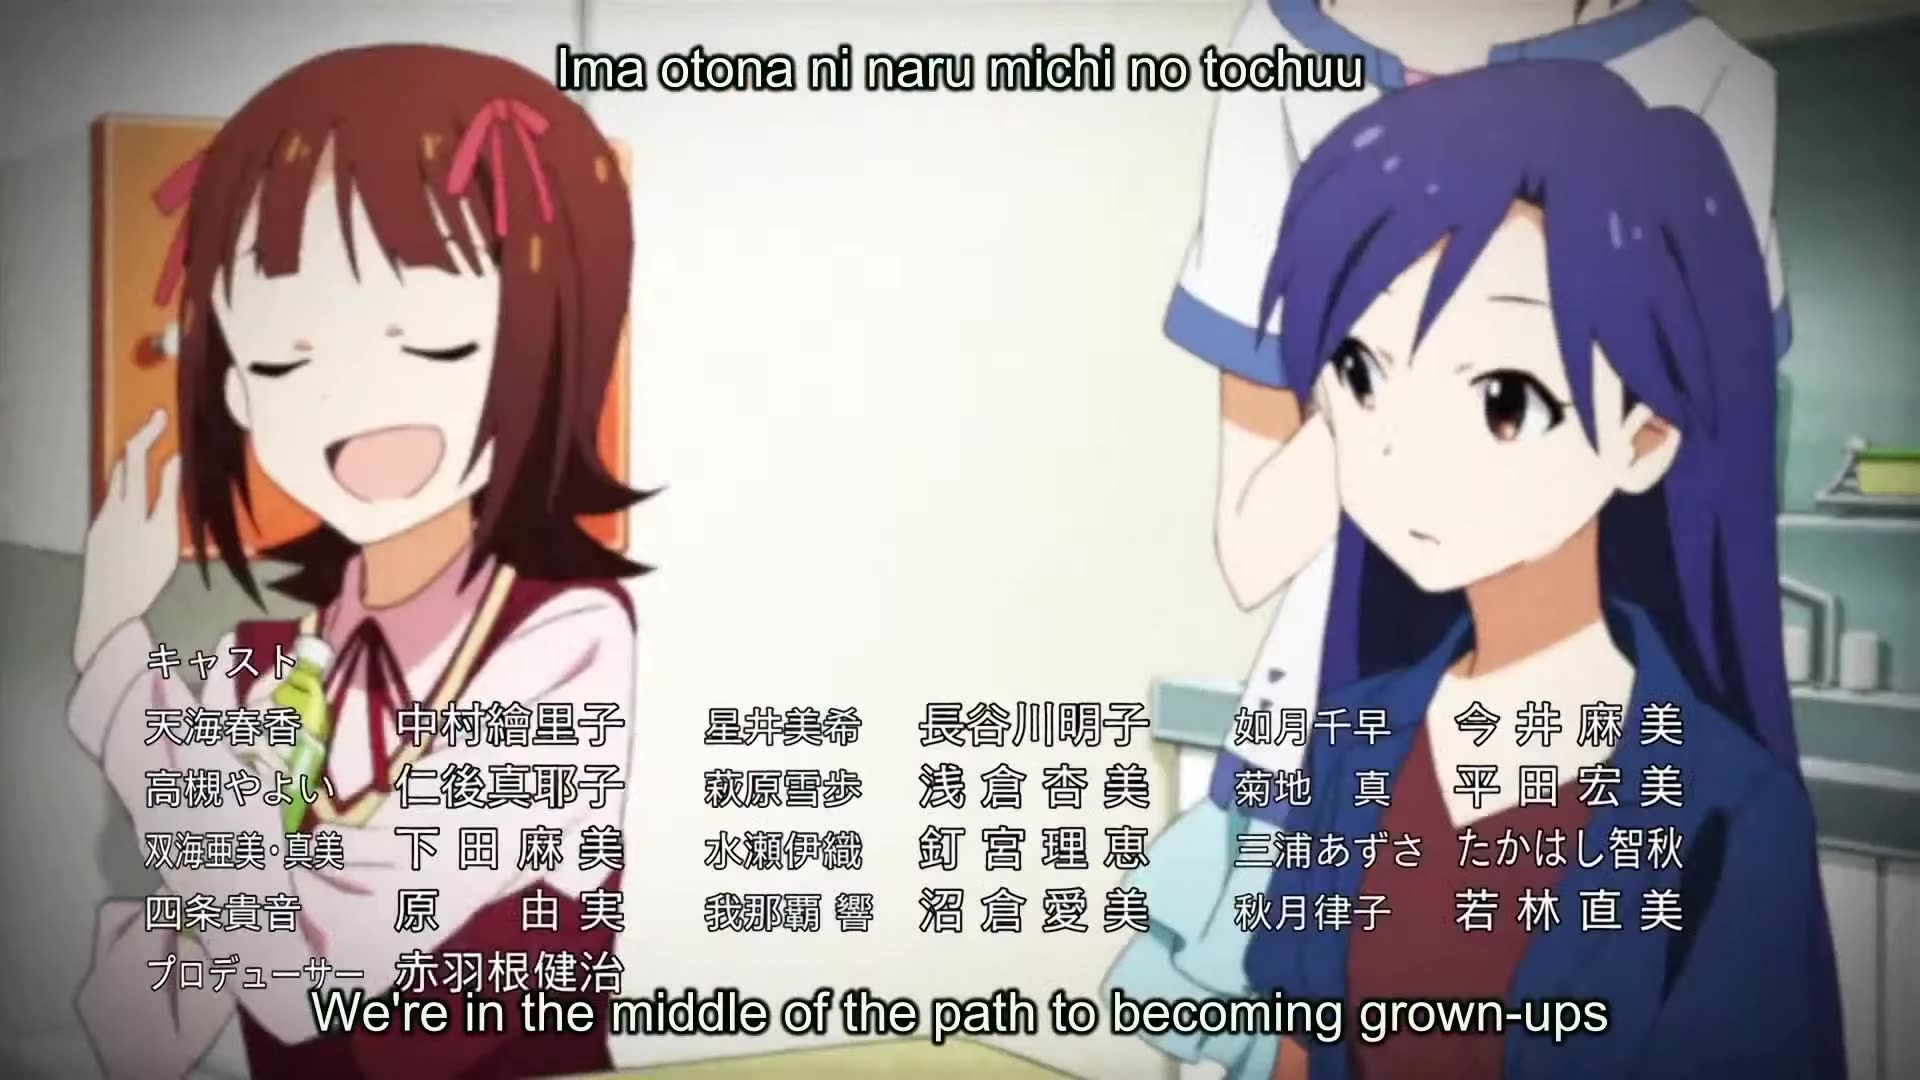 Ima otona ni naru michi no tochuu
キャスト
天海春香 中村繪里子 星井美希 長谷川明子 如月千早 今井麻美
高槻やよい 仁後真耶子 萩原雪歩 浅倉杏美 菊地 真 平田宏美
双海亜美・真美 下田麻美 水瀬伊織 釘宮理恵 三浦あずさ たかはし智秋
四条貴音 原由実 我那覇 響 沼倉愛美 秋月律子 若林直美
プロデューサー 赤羽根健治
We're in the middle of the path to becoming grown-ups